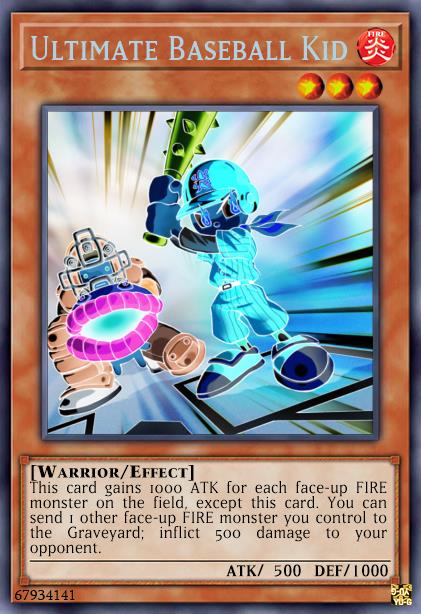 ULTIMATE BASEBALL KID
FIRE
炎
[WARRIOR/EFFECT]
This card gains 1000 ATK for each face-up FIRE
monster on the field, except this card. You can
send 1 other face-up FIRE monster you control to
the Graveyard; inflict 500 damage to your
opponent.
ATK/ 500 DEF/1000
67934141